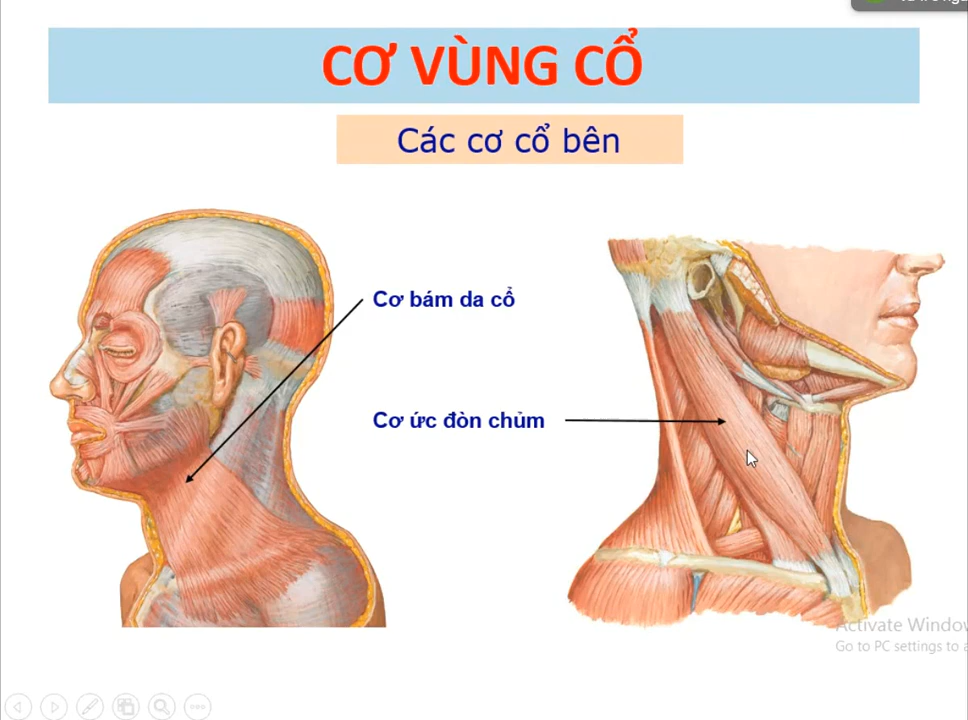 CƠ VÙNG CỔ
Các cơ cổ bên
Cơ bám da cổ
Cơ ức đòn chủm
Activate Window
Go to PC settings to a